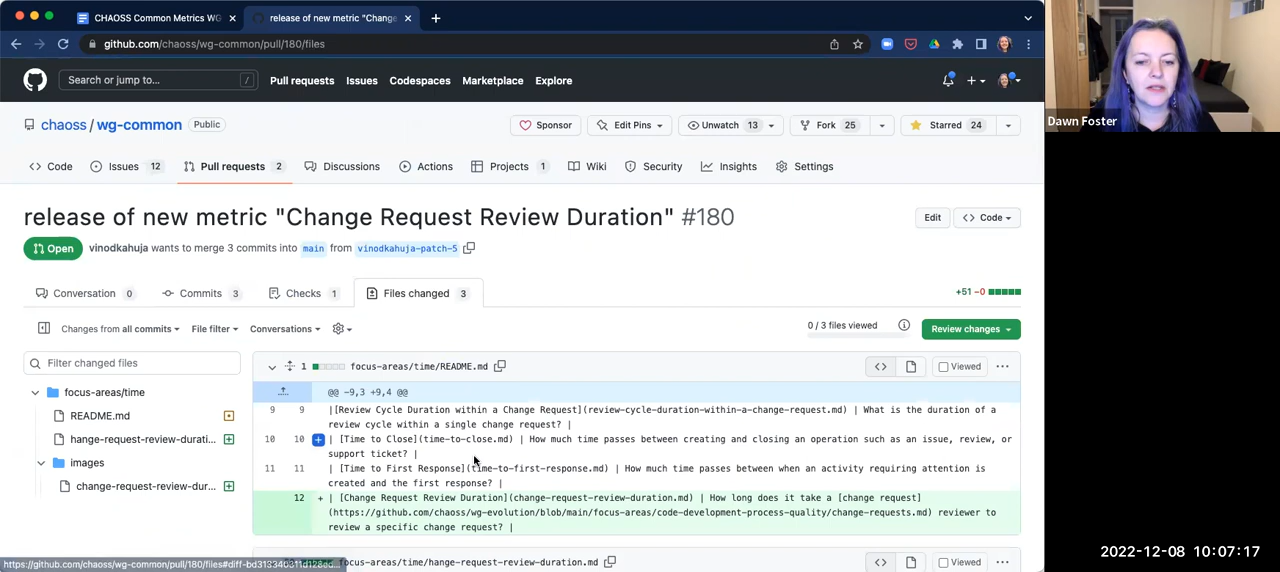 CHAOSS Common Metrics WG
release of new metric "Change
github.com/chaoss/wg-common/pull/180/files
Search or jump to...
/
Pull requests
Issues
Codespaces
Marketplace
Explore
Dawn Foster
chaoss / wg-common
Public
Sponsor
Edit Pins
Unwatch 13
Fork 25
Starred 24
Code
Issues 12
Pull requests 2
Discussions
Actions
Projects 1
Wiki
Security
Insights
Settings
release of new metric "Change Request Review Duration" #180
Edit
<> Code
Open
vinodkahuja wants to merge 3 commits into main from vinodkahuja-patch-5
Conversation 0
Commits 3
Checks 1
Files changed 3
+51 −0
Changes from all commits
File filter
Conversations
0 / 3 files viewed
Review changes
Filter changed files
1 focus-areas/time/README.md
Viewed
focus-areas/time
README.md
hange-request-review-durati...
images
change-request-review-dur...
@@ -9,3 +9,4 @@
9 9 |[Review Cycle Duration within a Change Request](review-cycle-duration-within-a-change-request.md) | What is the duration of a
review cycle within a single change request? |
10 10 | [Time to Close](time-to-close.md) | How much time passes between creating and closing an operation such as an issue, review, or
support ticket? |
11 11 | [Time to First Response](time-to-first-response.md) | How much time passes between when an activity requiring attention is
created and the first response? |
12 + | [Change Request Review Duration](change-request-review-duration.md) | How long does it take a [change request]
(https://github.com/chaoss/wg-evolution/blob/main/focus-areas/code-development-process-quality/change-requests.md) reviewer to
review a specific change request? |
focus-areas/time/hange-request-review-duration.md
Viewed
2022-12-08 10:07:17